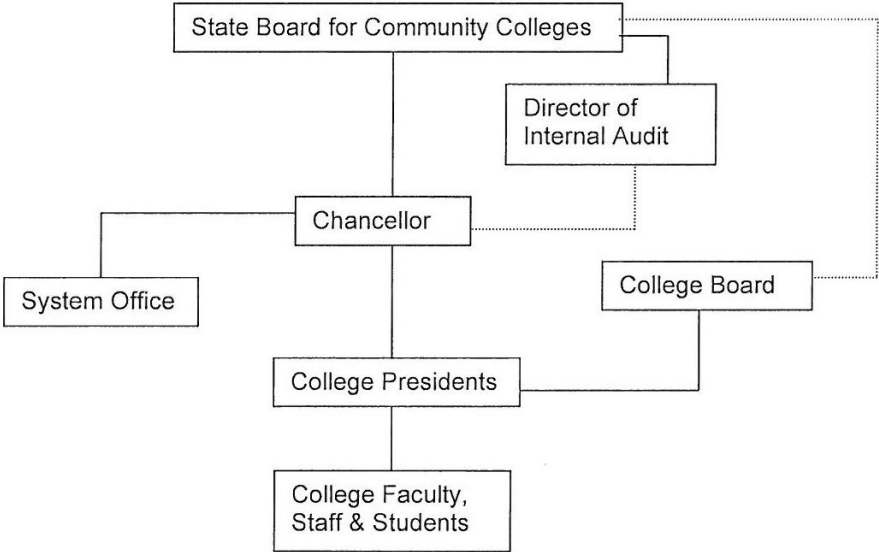 State Board for Community Colleges
Director of
Internal Audit
Chancellor
System Office
College Board
College Presidents
College Faculty,
Staff & Students